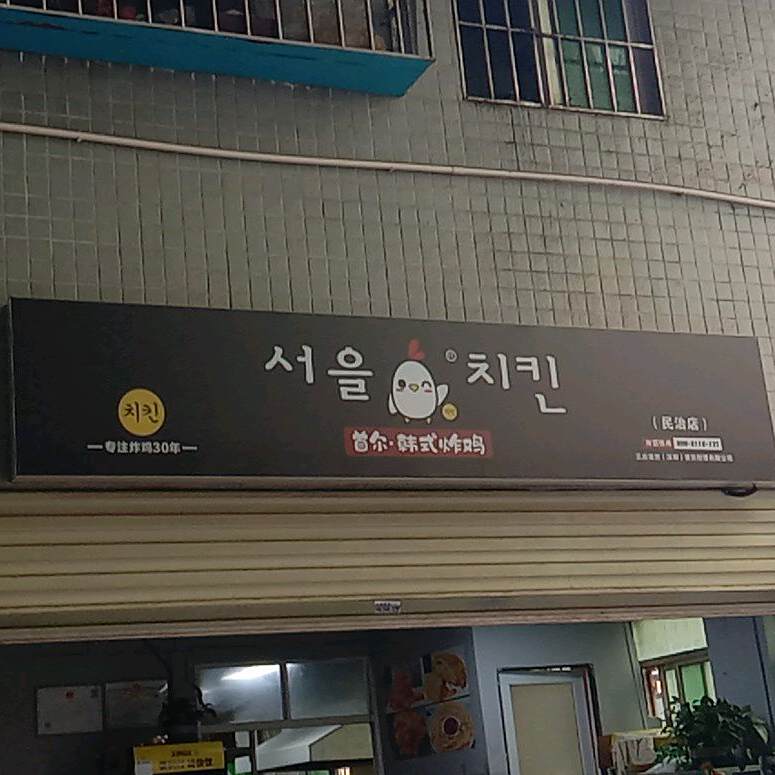 서울 치킨
치킨
专注炸鸡30年
首尔·韩式炸鸡
(民治店)